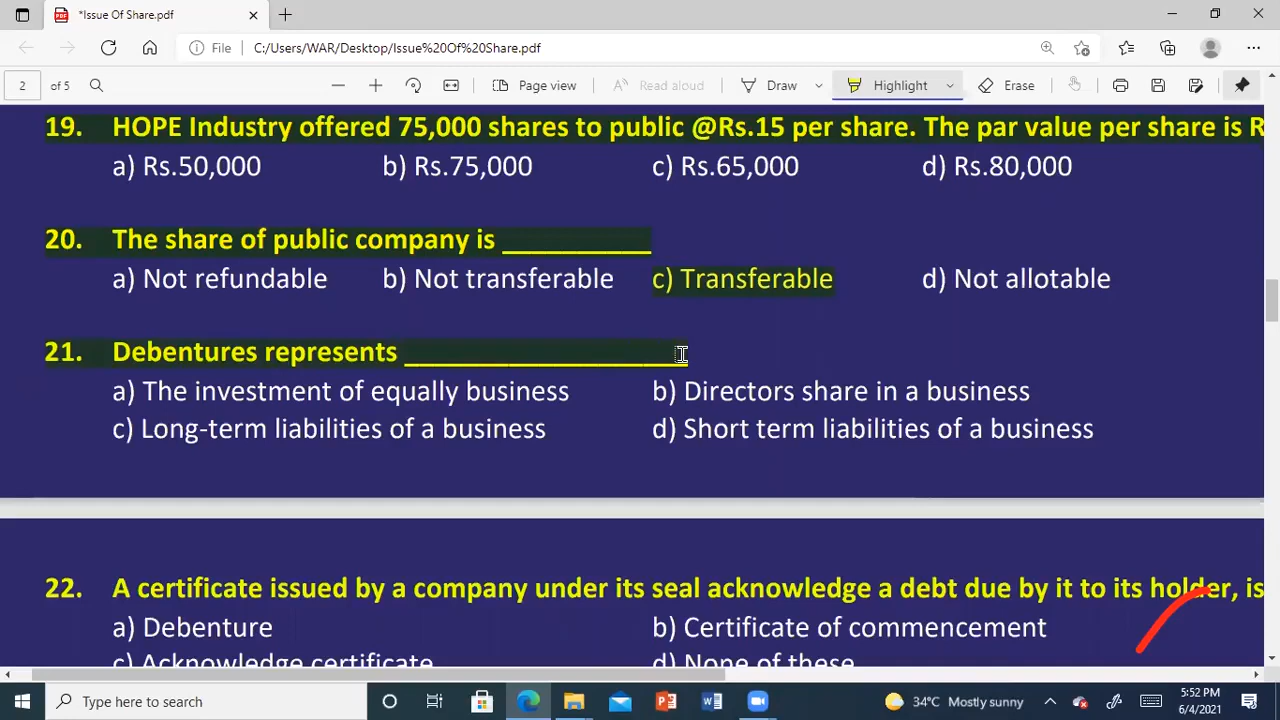 *Issue Of Share.pdf
File C:/Users/WAR/Desktop/Issue%20Of%20Share.pdf
2 of 5 Page view Read aloud Draw Highlight Erase
19. HOPE Industry offered 75,000 shares to public @Rs.15 per share. The par value per share is R
a) Rs.50,000 b) Rs.75,000 c) Rs.65,000 d) Rs.80,000
20. The share of public company is __________
a) Not refundable b) Not transferable c) Transferable d) Not allotable
21. Debentures represents ___________________
a) The investment of equally business b) Directors share in a business
c) Long-term liabilities of a business d) Short term liabilities of a business
22. A certificate issued by a company under its seal acknowledge a debt due by it to its holder, is
a) Debenture b) Certificate of commencement
c) Acknowledge certificate d) None of these
Type here to search 34°C Mostly sunny 5:52 PM
6/4/2021